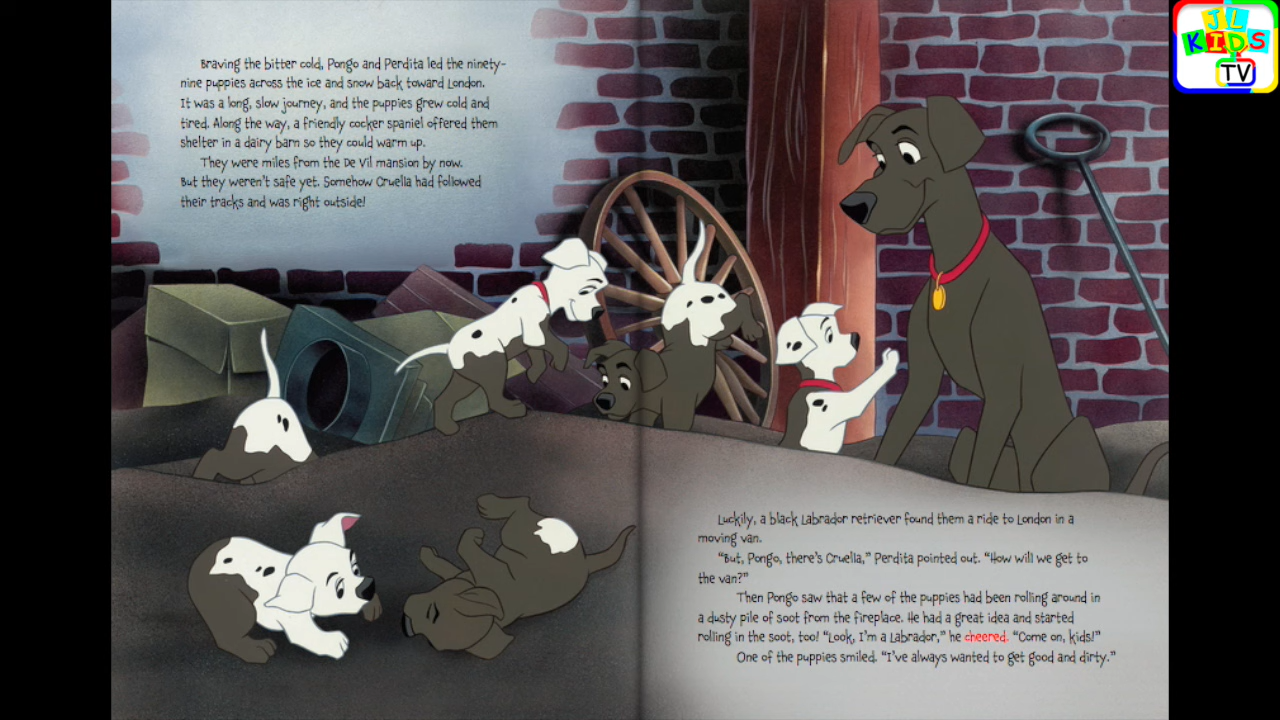 Braving the bitter cold, Pongo and Perdita led the ninety-
nine puppies across the ice and snow back toward London.
It was a long, slow journey, and the puppies grew cold and
tired. Along the way, a friendly cocker spaniel offered them
shelter in a dairy barn so they could warm up.
They were miles from the De Vil mansion by now.
But they weren't safe yet. Somehow Cruella had followed
their tracks and was right outside!
Luckily, a black Labrador retriever found them a ride to London in a
moving van.
"But, Pongo, there's Cruella," Perdita pointed out. "How will we get to
the van?"
Then Pongo saw that a few of the puppies had been rolling around in
a dusty pile of soot from the fireplace. He had a great idea and started
rolling in the soot, too! "Look, I'm a Labrador," he cheered. "Come on, kids!"
One of the puppies smiled. "I've always wanted to get good and dirty."
JL
KIDS
TV